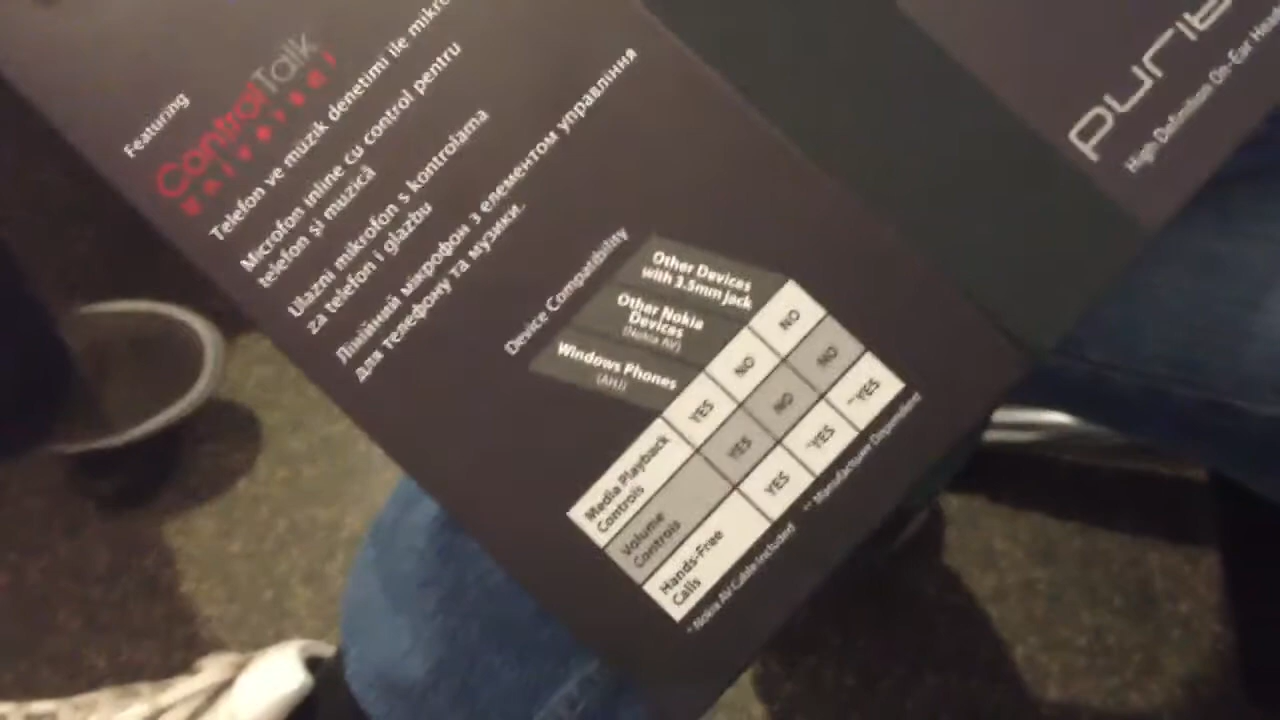 Featuring
ControlTalk
Telefon ve muzik denetimi ile
Microfon inline cu control pentru
telefon și muzică
Ulazni mikrofon s kontrolama
za telefon i glazbu
Лінійний мікрофон з елементом управління
для телефону та музики.
Device Compatibility
Other Devices
with 3.5mm Jack
Other Nokia
Devices
(Nokia AV)
Windows Phones
(AHJ)
Media Playback
Controls
YES NO NO
Volume
Controls
YES NO NO
Hands-Free
Calls
YES *YES **YES
* Nokia AV Cable Included ** Manufacturer Dependent
High Definition On-Ear